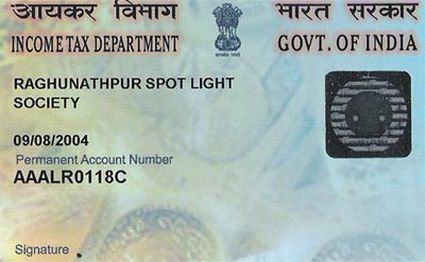 आयकर विभाग
INCOME TAX DEPARTMENT
भारत सरकार
GOVT. OF INDIA
RAGHUNATHPUR SPOT LIGHT
SOCIETY
09/08/2004
Permanent Account Number
AAALR0118C
Signature